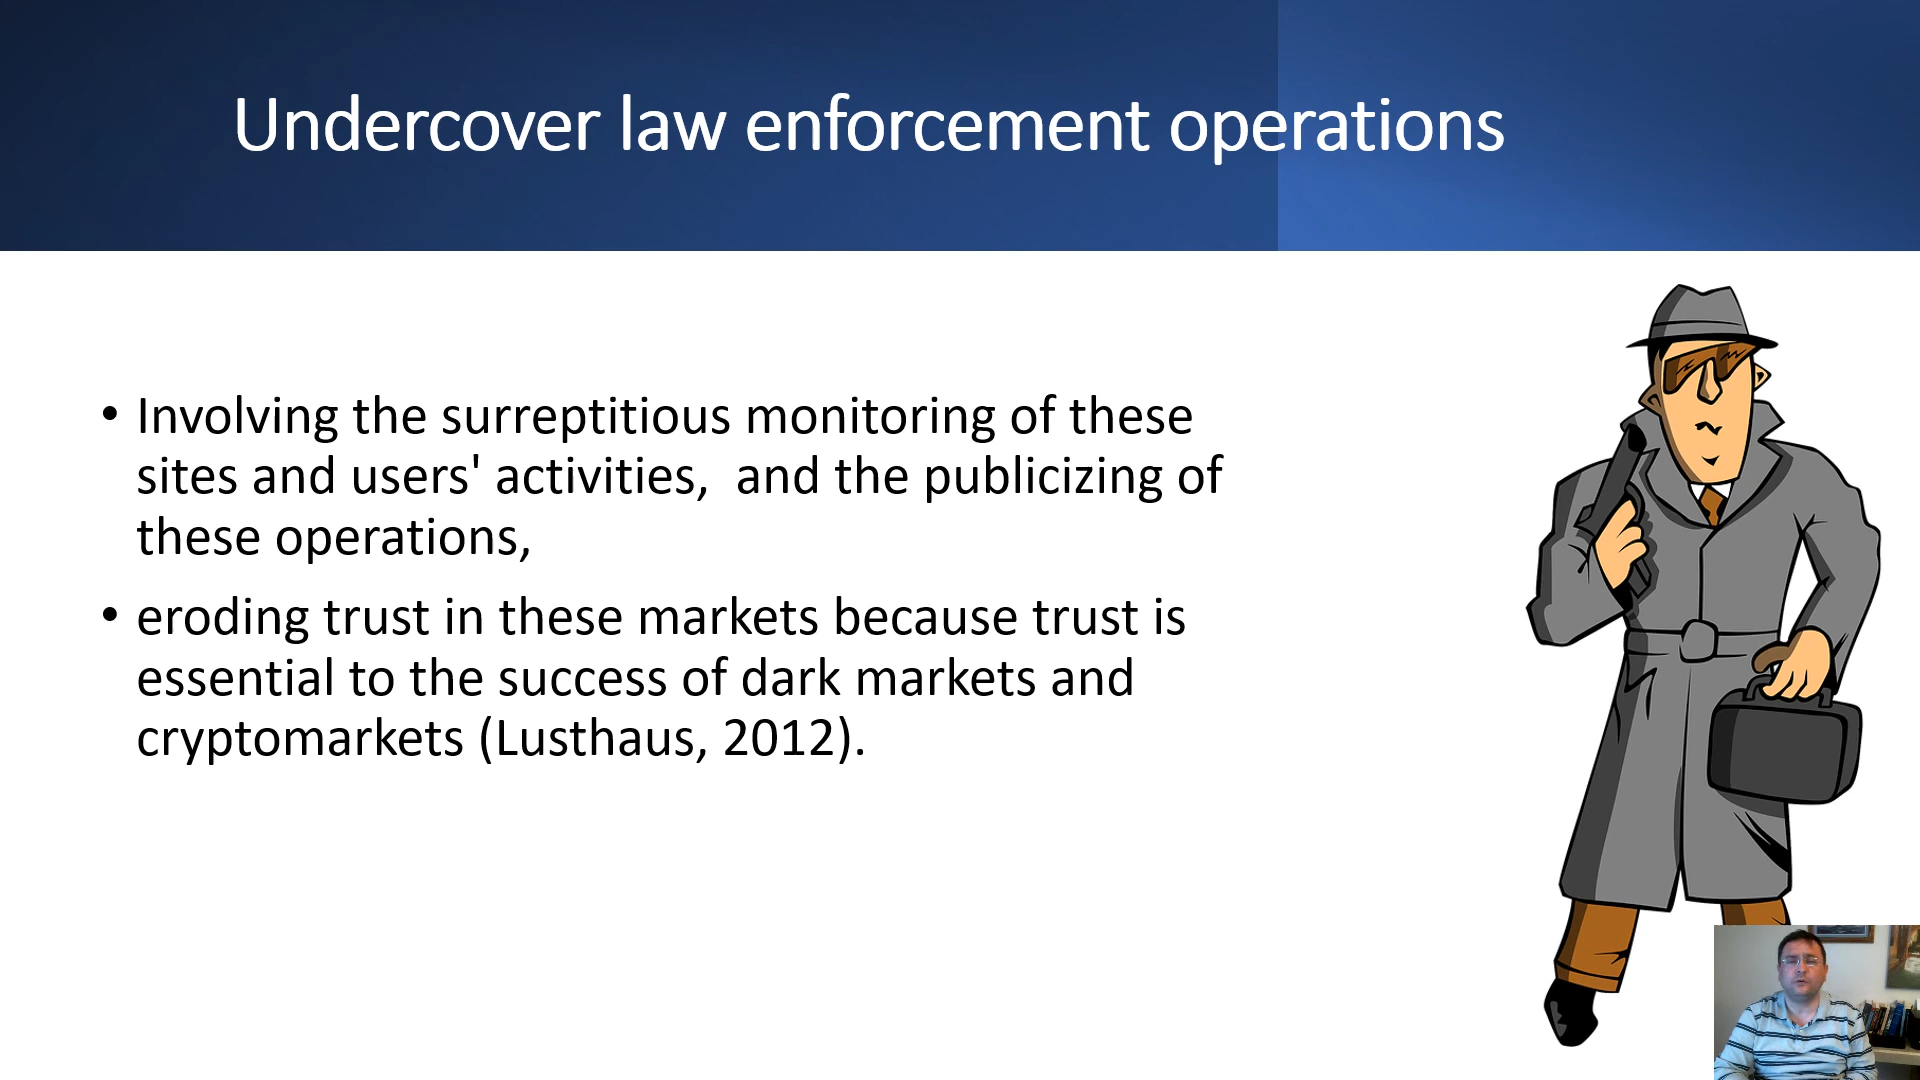 Undercover law enforcement operations
• Involving the surreptitious monitoring of these
sites and users' activities,  and the publicizing of
these operations,
• eroding trust in these markets because trust is
essential to the success of dark markets and
cryptomarkets (Lusthaus, 2012).